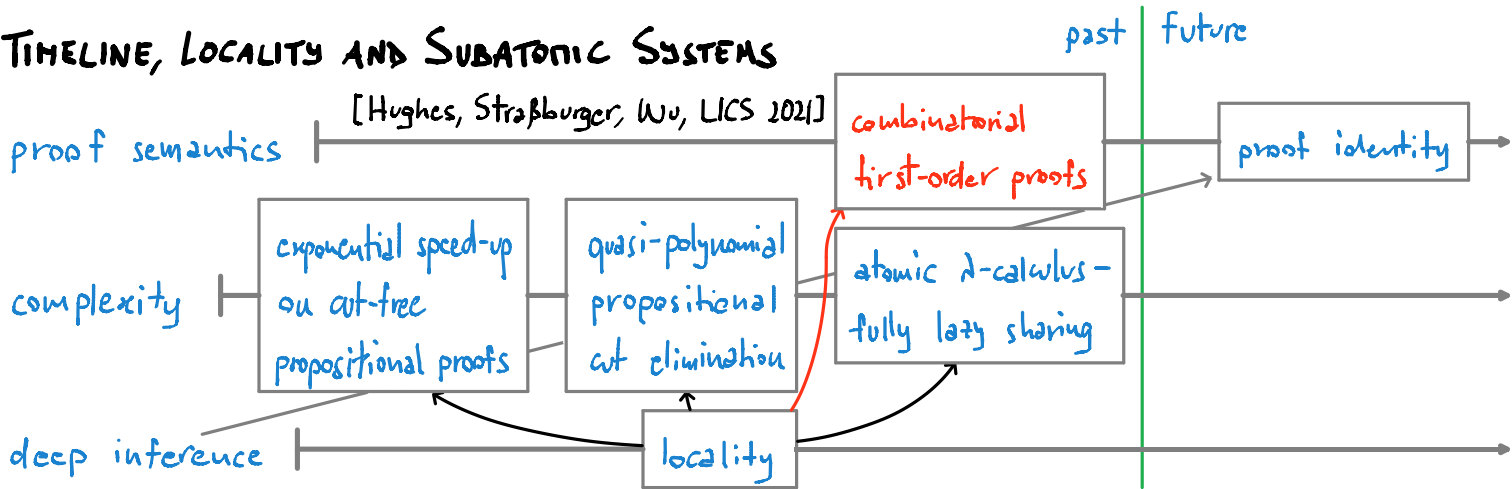 TIMELINE, LOCALITY AND SUBATOMIC SYSTEMS
past
future
[Hughes, Straßburger, Wu, LICS 2021]
proof semantics
combinatorial
first-order proofs
proof identity
complexity
exponential speed-up
on cut-free
propositional proofs
quasi-polynomial
propositional
cut elimination
atomic λ-calculus –
fully lazy sharing
deep inference
locality